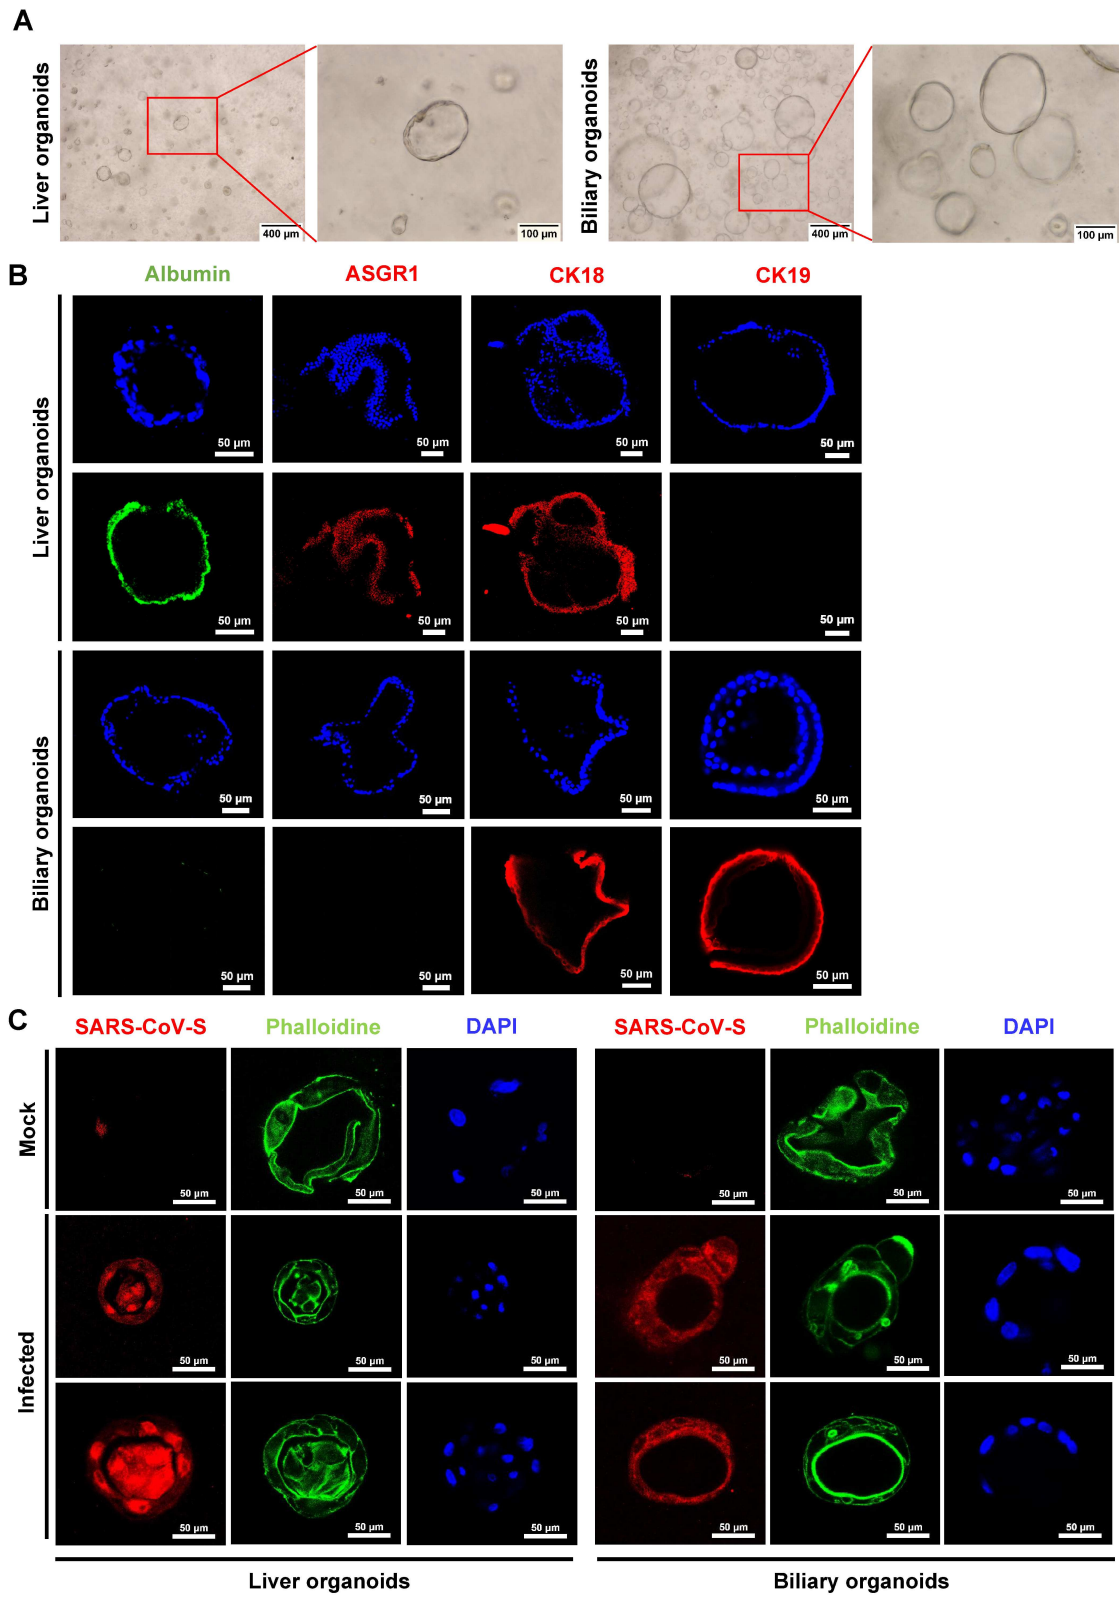 A
Liver organoids
400 µm
100 µm
Biliary organoids
400 µm
100 µm
B
Albumin
ASGR1
CK18
CK19
Liver organoids
50 µm
50 µm
50 µm
50 µm
50 µm
50 µm
50 µm
50 µm
Biliary organoids
50 µm
50 µm
50 µm
50 µm
50 µm
50 µm
50 µm
50 µm
C
SARS-CoV-S
Phalloidine
DAPI
SARS-CoV-S
Phalloidine
DAPI
Mock
50 µm
50 µm
50 µm
50 µm
50 µm
50 µm
Infected
50 µm
50 µm
50 µm
50 µm
50 µm
50 µm
50 µm
50 µm
50 µm
50 µm
50 µm
50 µm
Liver organoids
Biliary organoids